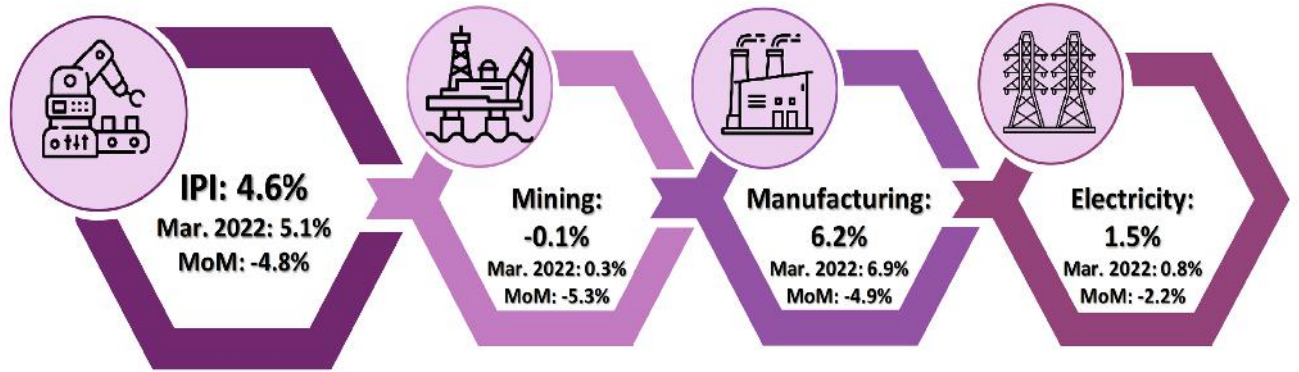 IPI: 4.6%
Mar. 2022: 5.1%
MoM: -4.8%
Mining:
-0.1%
Mar. 2022: 0.3%
MoM: -5.3%
Manufacturing:
6.2%
Mar. 2022: 6.9%
MoM: -4.9%
Electricity:
1.5%
Mar. 2022: 0.8%
MoM: -2.2%